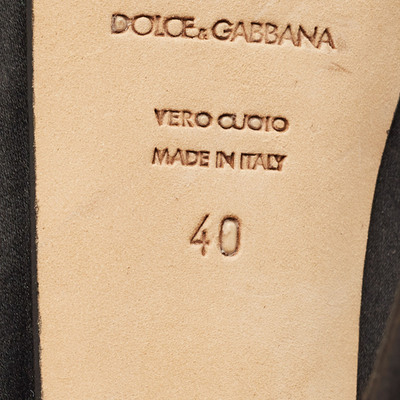 DOLCE & GABBANA
VERO CUOIO
MADE IN ITALY
40